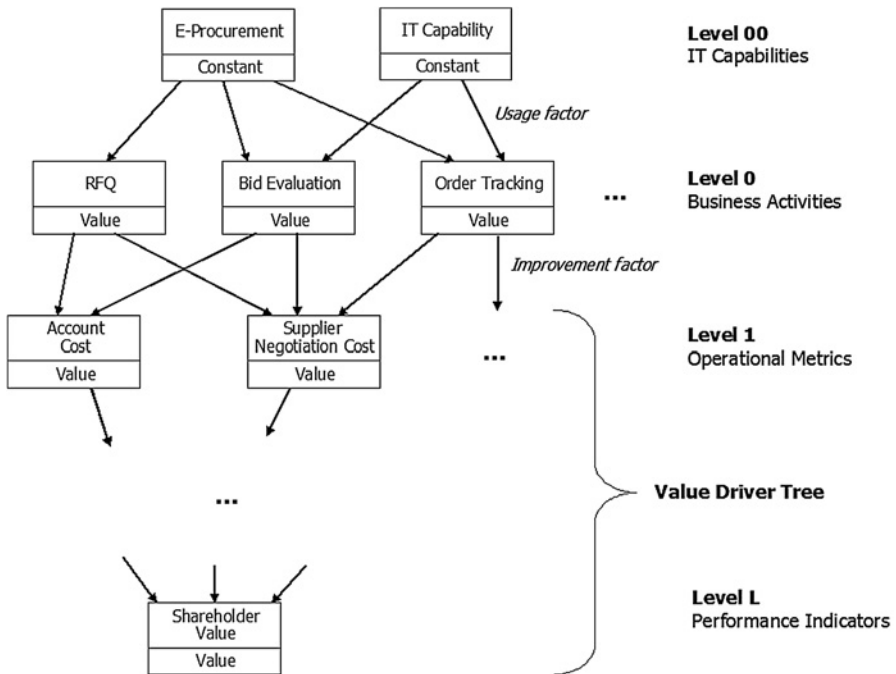 E-Procurement
Constant
IT Capability
Constant
Level 00
IT Capabilities
Usage factor
RFQ
Value
Bid Evaluation
Value
Order Tracking
Value
...
Level 0
Business Activities
Improvement factor
Account
Cost
Value
Supplier
Negotiation Cost
Value
...
Level 1
Operational Metrics
...
Value Driver Tree
Shareholder
Value
Value
Level L
Performance Indicators